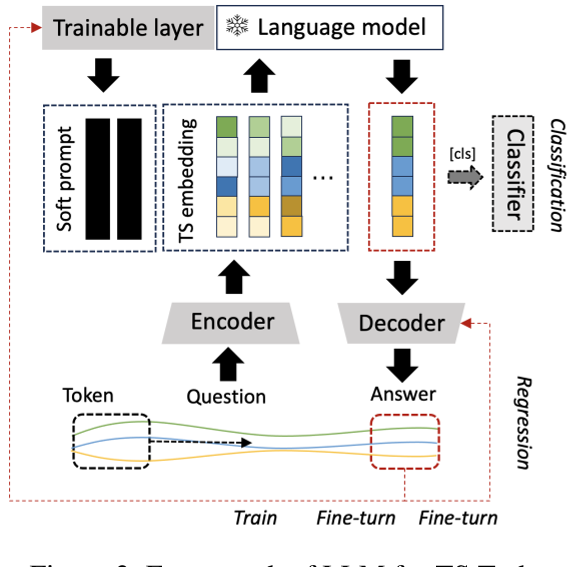 Trainable layer
Language model
Soft prompt
TS embedding
...
[cls]
Classifier
Classification
Encoder
Decoder
Token
Question
Answer
Regression
Train
Fine-turn
Fine-turn